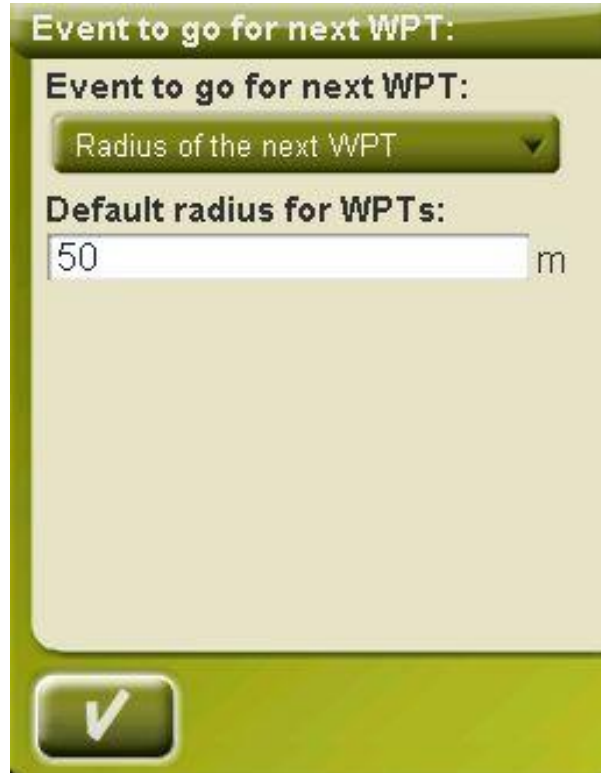 Event to go for next WPT:
Event to go for next WPT:
Radius of the next WPT
Default radius for WPTs:
50 m